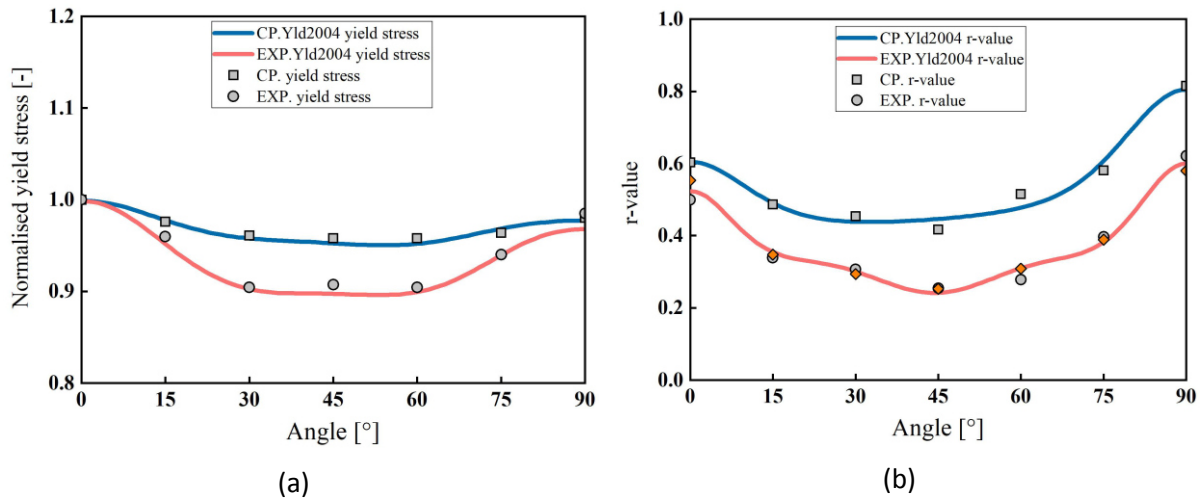 1.2
1.1
1.0
0.9
0.8
Normalised yield stress [-]
CP.Yld2004 yield stress
EXP.Yld2004 yield stress
CP. yield stress
EXP. yield stress
0 15 30 45 60 75 90
Angle [°]
(a)
1.0
0.8
0.6
0.4
0.2
0.0
r-value
CP.Yld2004 r-value
EXP.Yld2004 r-value
CP. r-value
EXP. r-value
0 15 30 45 60 75 90
Angle [°]
(b)